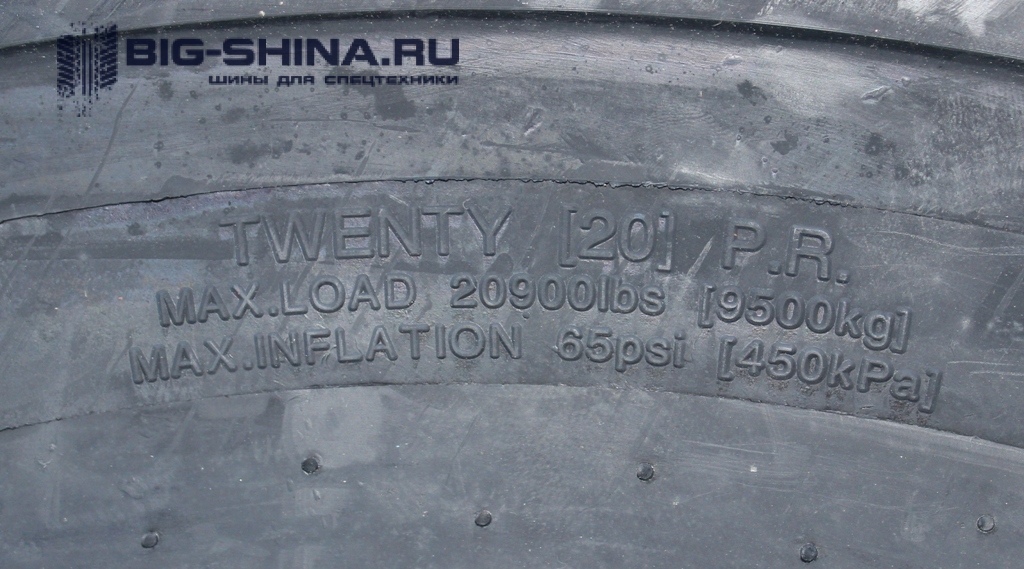 BIG-SHINA.RU
ШИНЫ ДЛЯ СПЕЦТЕХНИКИ
TWENTY [20] P.R.
MAX.LOAD 20900lbs [9500kg]
MAX.INFLATION 65psi [450kPa]